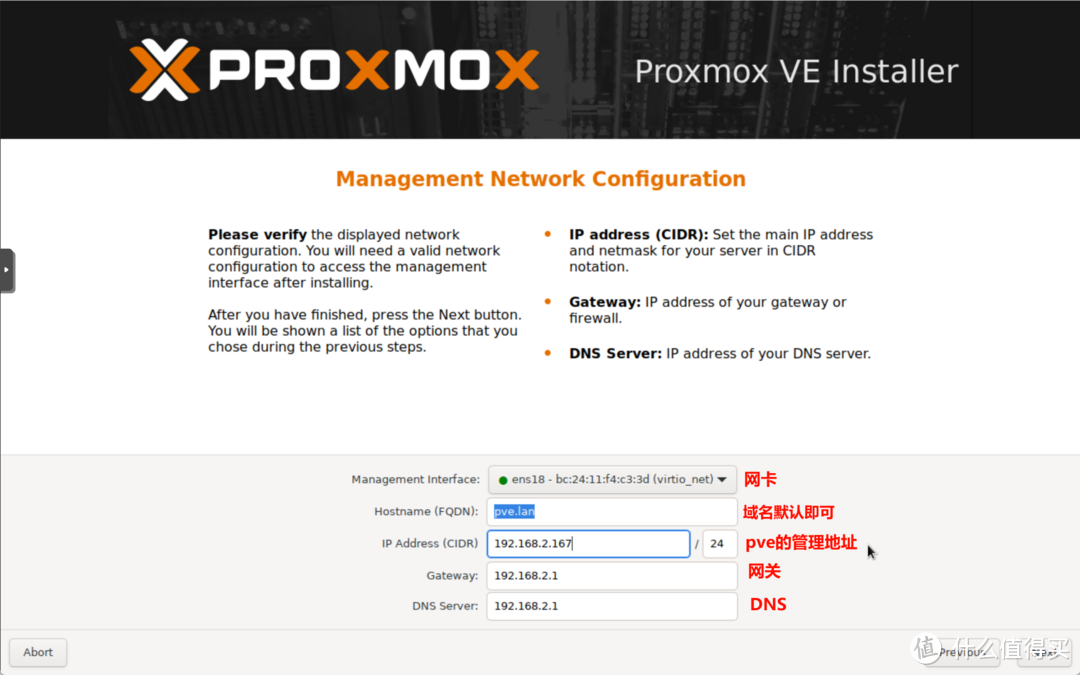 PROXMOX
Proxmox VE Installer
Management Network Configuration
Please verify the displayed network
configuration. You will need a valid network
configuration to access the management
interface after installing.
After you have finished, press the Next button.
You will be shown a list of the options that you
chose during the previous steps.
IP address (CIDR): Set the main IP address
and netmask for your server in CIDR
notation.
Gateway: IP address of your gateway or
firewall.
DNS Server: IP address of your DNS server.
Management Interface: ens18 - bc:24:11:f4:c3:3d (virtio_net) 网卡
Hostname (FQDN): pve.lan 域名默认即可
IP Address (CIDR) 192.168.2.167 / 24 pve的管理地址
Gateway: 192.168.2.1 网关
DNS Server: 192.168.2.1 DNS
Abort Previous Next
值 什么值得买